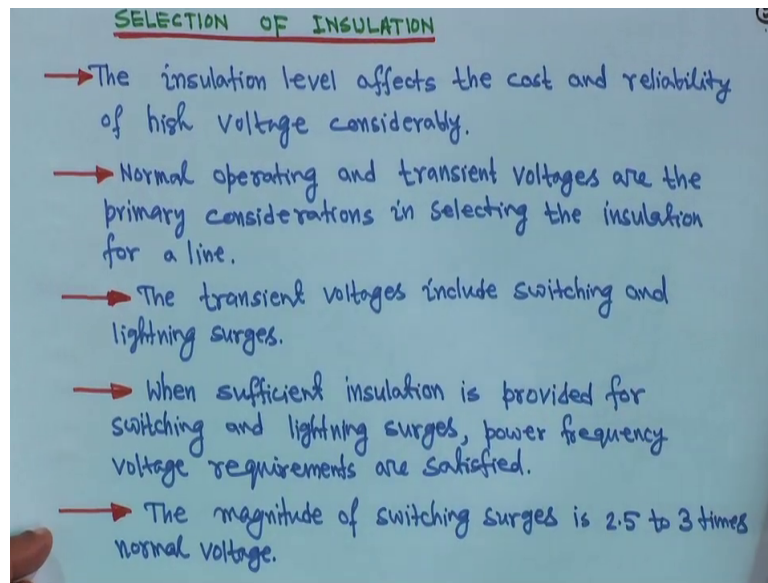 SELECTION OF INSULATION
→ The insulation level affects the cost and reliability
of high voltage considerably.
→ Normal operating and transient voltages are the
primary considerations in selecting the insulation
for a line.
→ The transient voltages include switching and
lightning surges.
→ When sufficient insulation is provided for
switching and lightning surges, power frequency
voltage requirements are satisfied.
→ The magnitude of switching surges is 2.5 to 3 times
normal voltage.